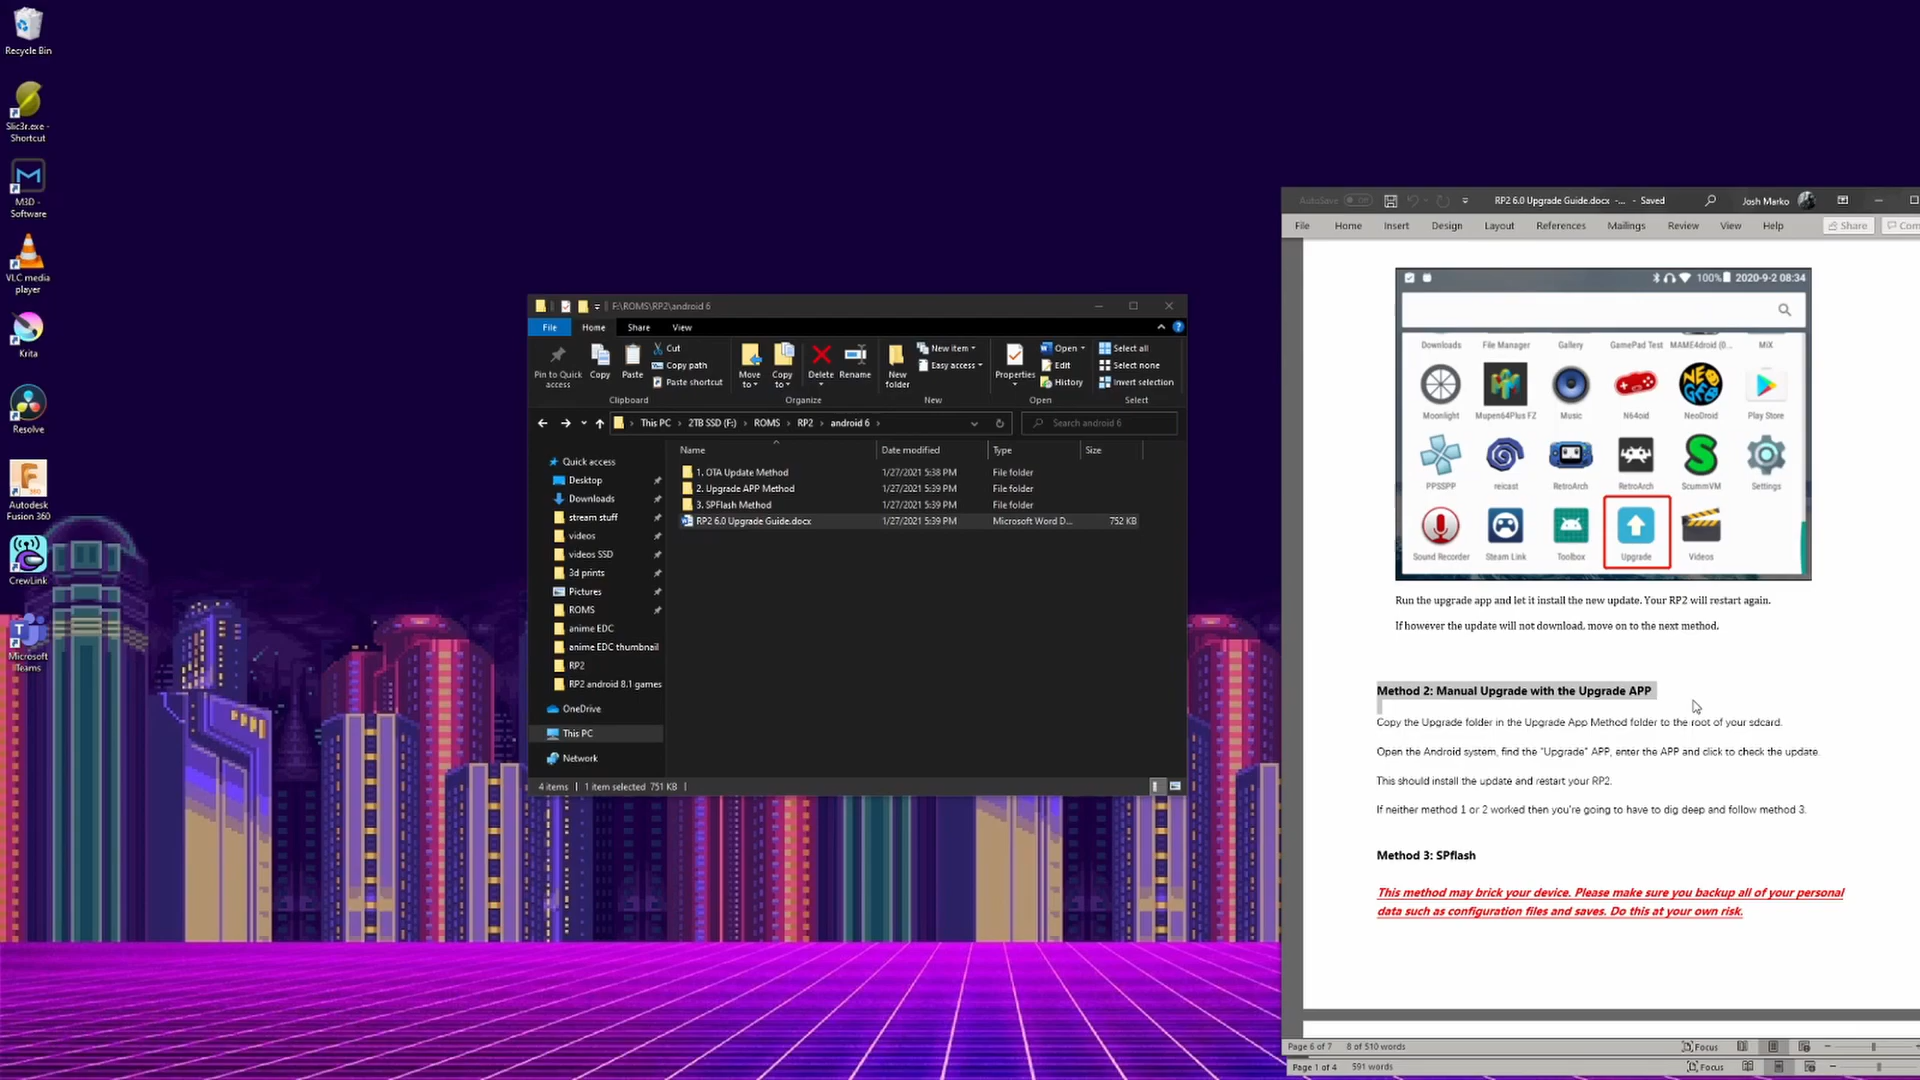 Recycle Bin
Slic3r.exe -
Shortcut
M3D -
Software
VLC media
player
Krita
Resolve
Autodesk
Fusion 360
CrewLink
Microsoft
Teams
F:\ROMS\RP2\android 6
File Home Share View
Pin to Quick
access
Copy
Paste
Cut
Copy path
Paste shortcut
Move
to
Copy
to
Delete
Rename
New
folder
New item
Easy access
Properties
Open
Edit
History
Select all
Select none
Invert selection
Clipboard Organize New Open Select
This PC > 2TB SSD (F:) > ROMS > RP2 > android 6
Search android 6
Name Date modified Type Size
1. OTA Update Method 1/27/2021 5:38 PM File folder
2. Upgrade APP Method 1/27/2021 5:39 PM File folder
3. SPFlash Method 1/27/2021 5:39 PM File folder
RP2 6.0 Upgrade Guide.docx 1/27/2021 5:39 PM Microsoft Word D... 752 KB
Quick access
Desktop
Downloads
stream stuff
videos
videos SSD
3d prints
Pictures
ROMS
anime EDC
anime EDC thumbnail
RP2
RP2 android 8.1 games
OneDrive
This PC
Network
4 items 1 item selected 751 KB
AutoSave Off RP2 6.0 Upgrade Guide.docx -... - Saved Josh Marko
File Home Insert Design Layout References Mailings Review View Help Share Com
100% 2020-9-2 08:34
Downloads File Manager Gallery GamePad Test MAME4droid (0... MiX
Moonlight Mupen64Plus FZ Music N64oid NeoDroid Play Store
PPSSPP reicast RetroArch RetroArch ScummVM Settings
Sound Recorder Steam Link Toolbox Upgrade Videos
Run the upgrade app and let it install the new update. Your RP2 will restart again.
If however the update will not download, move on to the next method.
Method 2: Manual Upgrade with the Upgrade APP
Copy the Upgrade folder in the Upgrade App Method folder to the root of your sdcard.
Open the Android system, find the "Upgrade" APP, enter the APP and click to check the update.
This should install the update and restart your RP2.
If neither method 1 or 2 worked then you're going to have to dig deep and follow method 3.
Method 3: SPflash
This method may brick your device. Please make sure you backup all of your personal
data such as configuration files and saves. Do this at your own risk.
Page 6 of 7 8 of 510 words Focus
Page 1 of 4 591 words Focus